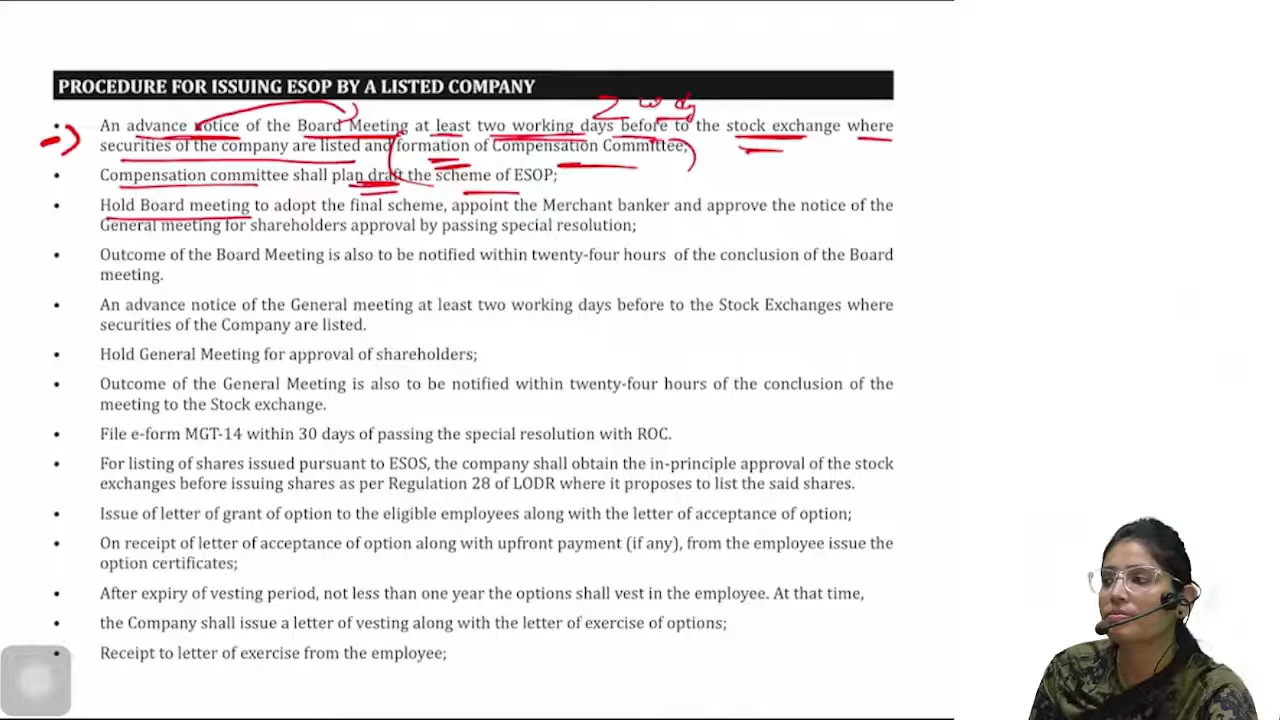 PROCEDURE FOR ISSUING ESOP BY A LISTED COMPANY
2 w dy
• An advance notice of the Board Meeting at least two working days before to the stock exchange where
securities of the company are listed and formation of Compensation Committee;
• Compensation committee shall plan draft the scheme of ESOP;
• Hold Board meeting to adopt the final scheme, appoint the Merchant banker and approve the notice of the
General meeting for shareholders approval by passing special resolution;
• Outcome of the Board Meeting is also to be notified within twenty-four hours of the conclusion of the Board
meeting.
• An advance notice of the General meeting at least two working days before to the Stock Exchanges where
securities of the Company are listed.
• Hold General Meeting for approval of shareholders;
• Outcome of the General Meeting is also to be notified within twenty-four hours of the conclusion of the
meeting to the Stock exchange.
• File e-form MGT-14 within 30 days of passing the special resolution with ROC.
• For listing of shares issued pursuant to ESOS, the company shall obtain the in-principle approval of the stock
exchanges before issuing shares as per Regulation 28 of LODR where it proposes to list the said shares.
• Issue of letter of grant of option to the eligible employees along with the letter of acceptance of option;
• On receipt of letter of acceptance of option along with upfront payment (if any), from the employee issue the
option certificates;
• After expiry of vesting period, not less than one year the options shall vest in the employee. At that time,
• the Company shall issue a letter of vesting along with the letter of exercise of options;
• Receipt to letter of exercise from the employee;